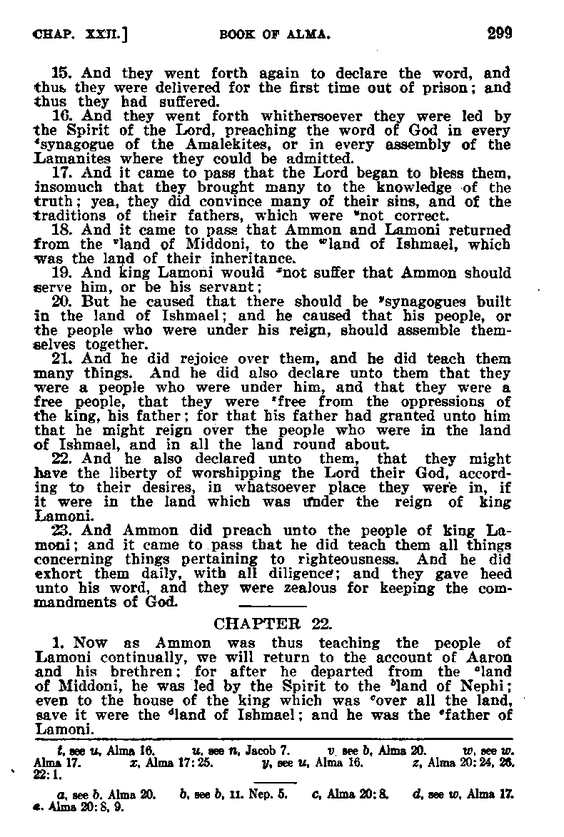 CHAP. XXII.] BOOK OF ALMA. 299
15. And they went forth again to declare the word, and
thus they were delivered for the first time out of prison; and
thus they had suffered.
16. And they went forth whithersoever they were led by
the Spirit of the Lord, preaching the word of God in every
ᵗsynagogue of the Amalekites, or in every assembly of the
Lamanites where they could be admitted.
17. And it came to pass that the Lord began to bless them,
insomuch that they brought many to the knowledge of the
truth; yea, they did convince many of their sins, and of the
traditions of their fathers, which were ᵘnot correct.
18. And it came to pass that Ammon and Lamoni returned
from the ᵛland of Middoni, to the ʷland of Ishmael, which
was the land of their inheritance.
19. And king Lamoni would ˣnot suffer that Ammon should
serve him, or be his servant;
20. But he caused that there should be ʸsynagogues built
in the land of Ishmael; and he caused that his people, or
the people who were under his reign, should assemble them-
selves together.
21. And he did rejoice over them, and he did teach them
many things. And he did also declare unto them that they
were a people who were under him, and that they were a
free people, that they were ᶻfree from the oppressions of
the king, his father; for that his father had granted unto him
that he might reign over the people who were in the land
of Ishmael, and in all the land round about.
22. And he also declared unto them, that they might
have the liberty of worshipping the Lord their God, accord-
ing to their desires, in whatsoever place they were in, if
it were in the land which was under the reign of king
Lamoni.
23. And Ammon did preach unto the people of king La-
moni; and it came to pass that he did teach them all things
concerning things pertaining to righteousness. And he did
exhort them daily, with all diligence; and they gave heed
unto his word, and they were zealous for keeping the com-
mandments of God.
CHAPTER 22.
1. Now as Ammon was thus teaching the people of
Lamoni continually, we will return to the account of Aaron
and his brethren; for after he departed from the ᵃland
of Middoni, he was led by the Spirit to the ᵇland of Nephi;
even to the house of the king which was ᶜover all the land,
save it were the ᵈland of Ishmael; and he was the ᵉfather of
Lamoni.
t, see u, Alma 16. u, see n, Jacob 7. v see b, Alma 20. w, see w.
Alma 17. x, Alma 17:25. y, see u, Alma 16. z, Alma 20:24, 26.
22:1.
a, see b. Alma 20. b, see b, 11. Nep. 5. c, Alma 20:8. d, see w, Alma 17.
e. Alma 20:8, 9.